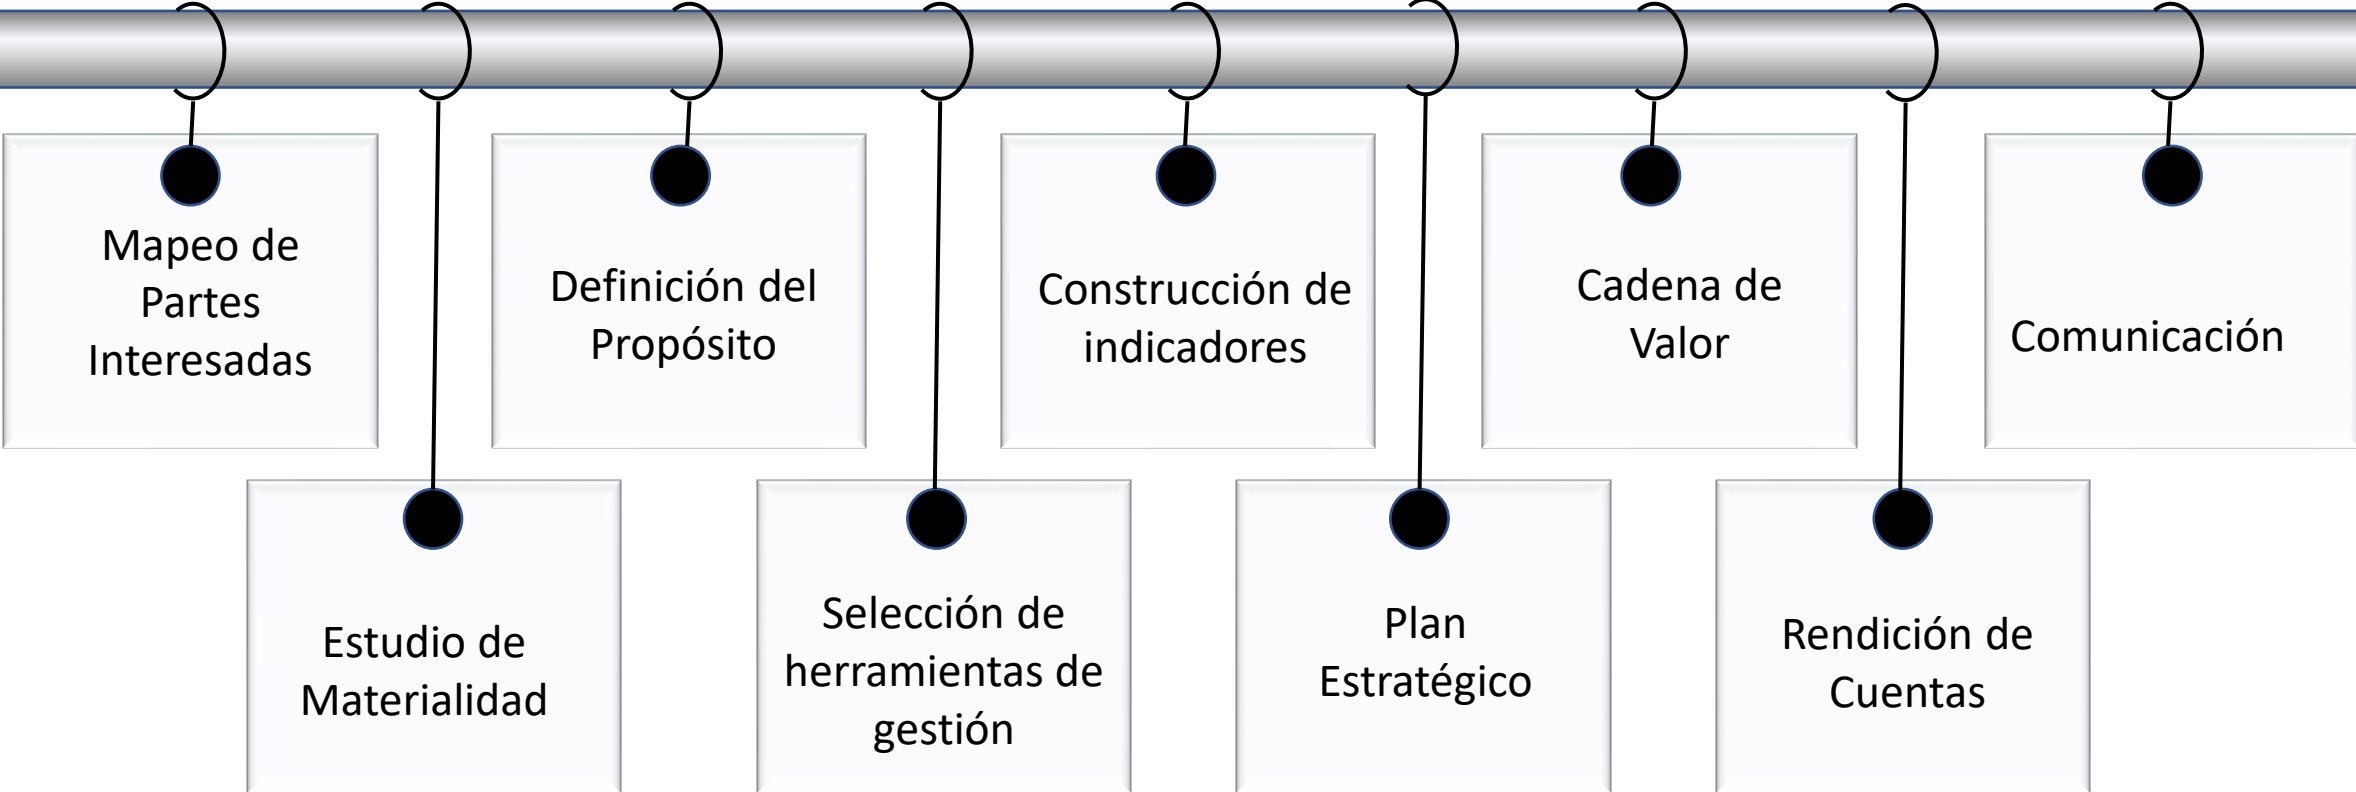 Mapeo de
Partes
Interesadas
Estudio de
Materialidad
Definición del
Propósito
Selección de
herramientas de
gestión
Construcción de
indicadores
Plan
Estratégico
Cadena de
Valor
Rendición de
Cuentas
Comunicación